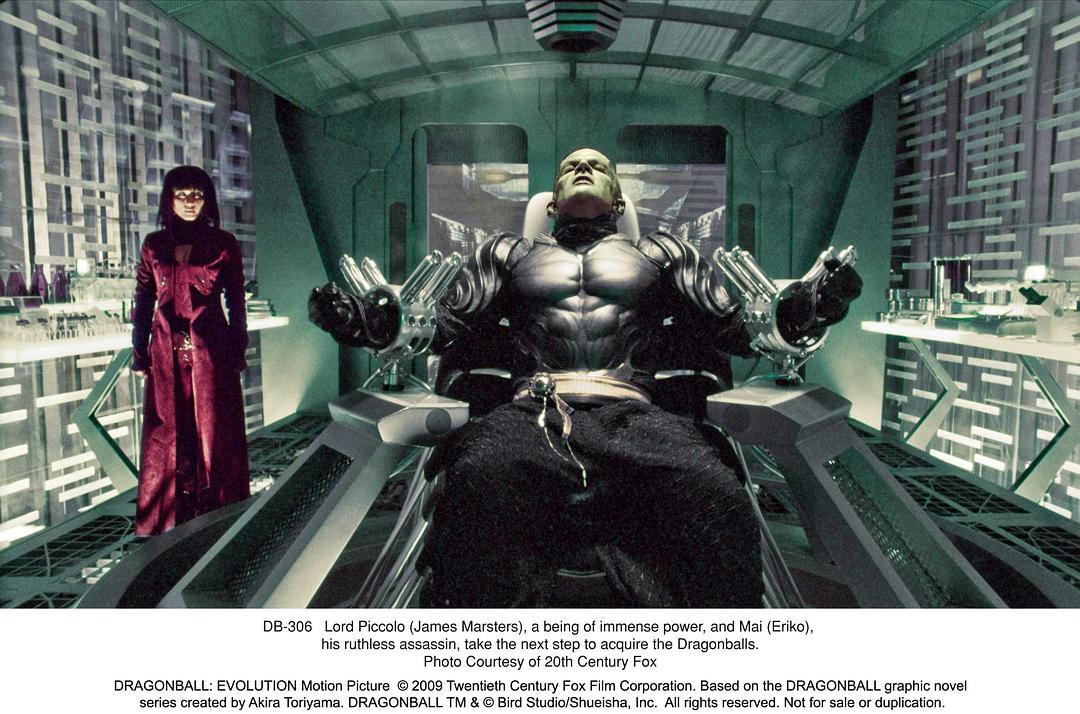 DB-306 Lord Piccolo (James Marsters), a being of immense power, and Mai (Eriko),
his ruthless assassin, take the next step to acquire the Dragonballs.
Photo Courtesy of 20th Century Fox
DRAGONBALL: EVOLUTION Motion Picture © 2009 Twentieth Century Fox Film Corporation. Based on the DRAGONBALL graphic novel
series created by Akira Toriyama. DRAGONBALL TM & © Bird Studio/Shueisha, Inc. All rights reserved. Not for sale or duplication.